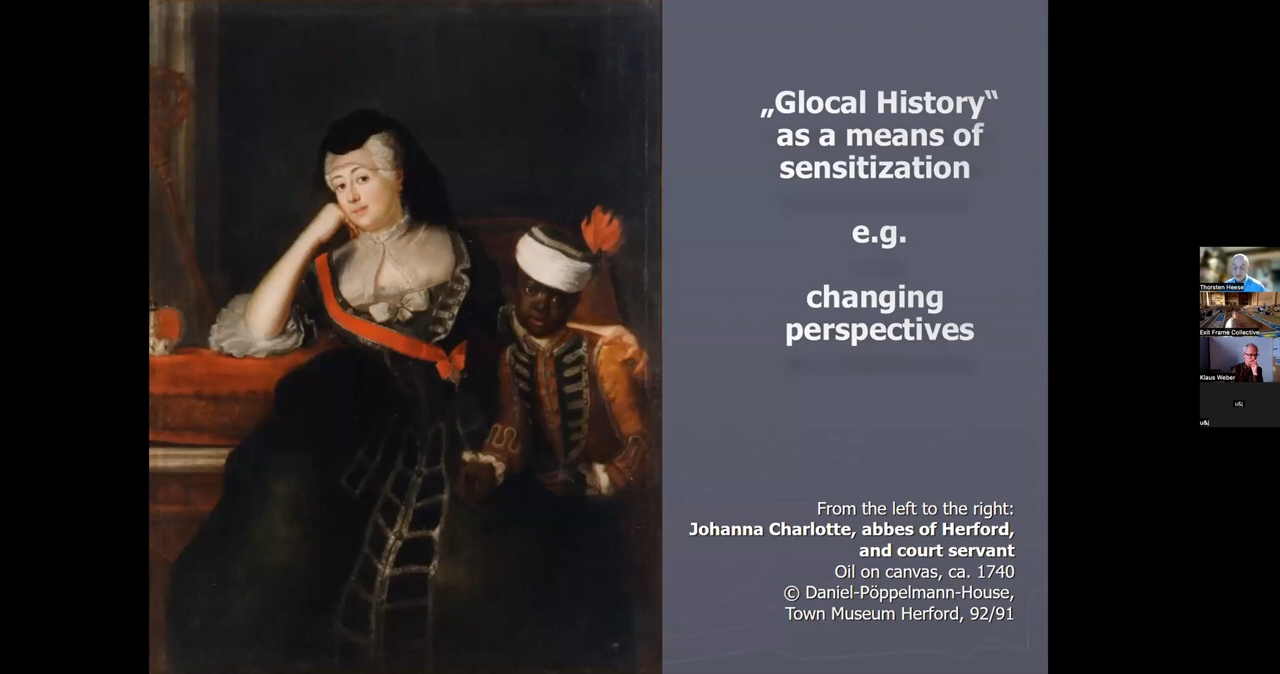 „Glocal History“
as a means of
sensitization
e.g.
changing
perspectives
From the left to the right:
Johanna Charlotte, abbes of Herford,
and court servant
Oil on canvas, ca. 1740
© Daniel-Pöppelmann-House,
Town Museum Herford, 92/91
Thorsten Heese
Exit Frame Collective
Klaus Weber
u&j
u&j